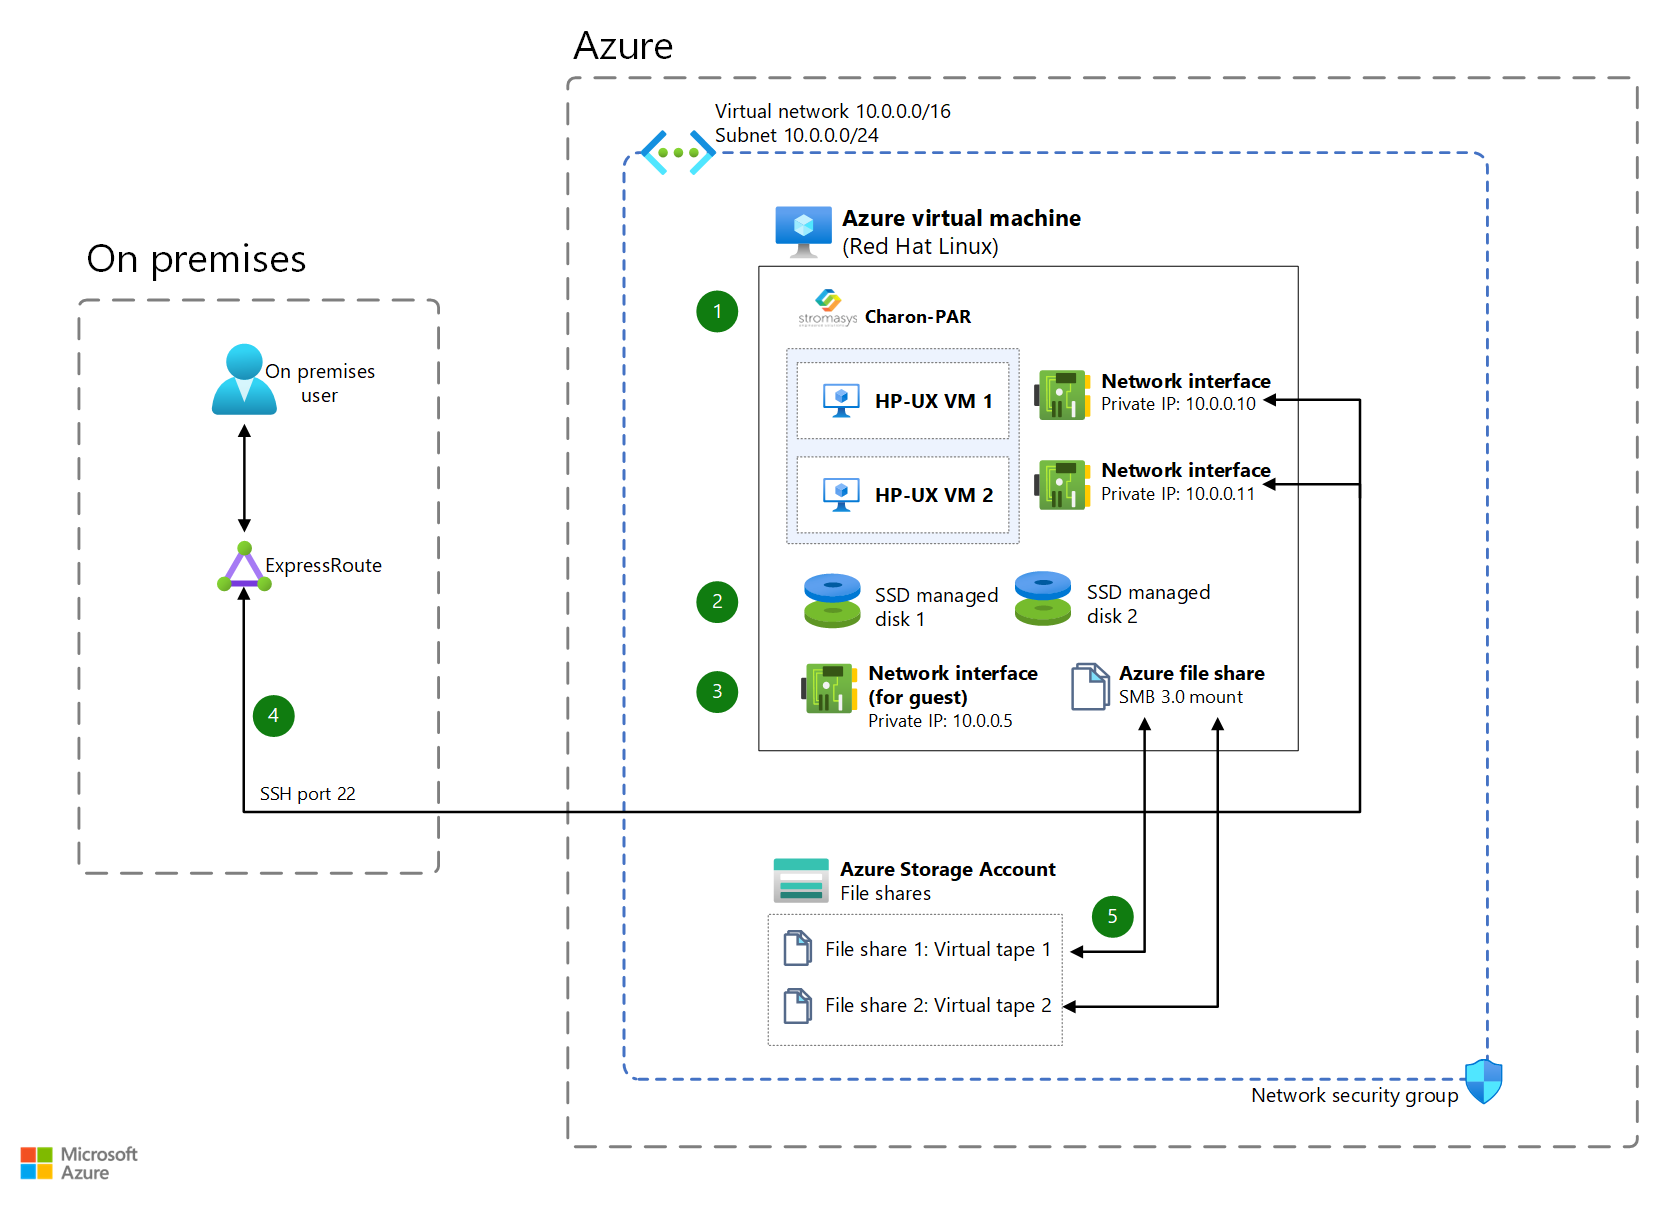 Azure
Virtual network 10.0.0.0/16
Subnet 10.0.0.0/24
Azure virtual machine
(Red Hat Linux)
On premises
On premises
user
ExpressRoute
4
SSH port 22
1
stromasys
Charon-PAR
HP-UX VM 1
Network interface
Private IP: 10.0.0.10
HP-UX VM 2
Network interface
Private IP: 10.0.0.11
2
SSD managed
disk 1
SSD managed
disk 2
3
Network interface
(for guest)
Private IP: 10.0.0.5
Azure file share
SMB 3.0 mount
Azure Storage Account
File shares
5
File share 1: Virtual tape 1
File share 2: Virtual tape 2
Network security group
Microsoft
Azure